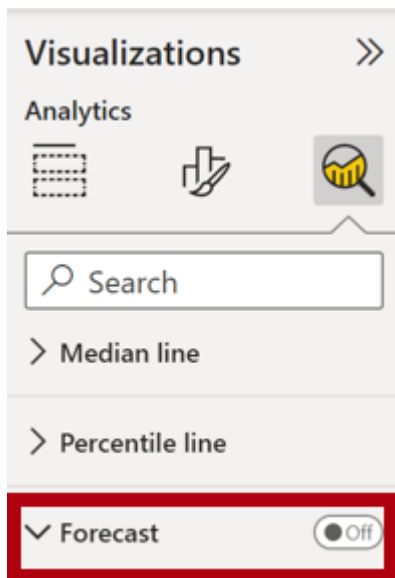 Visualizations
Analytics
Search
Median line
Percentile line
Forecast Off